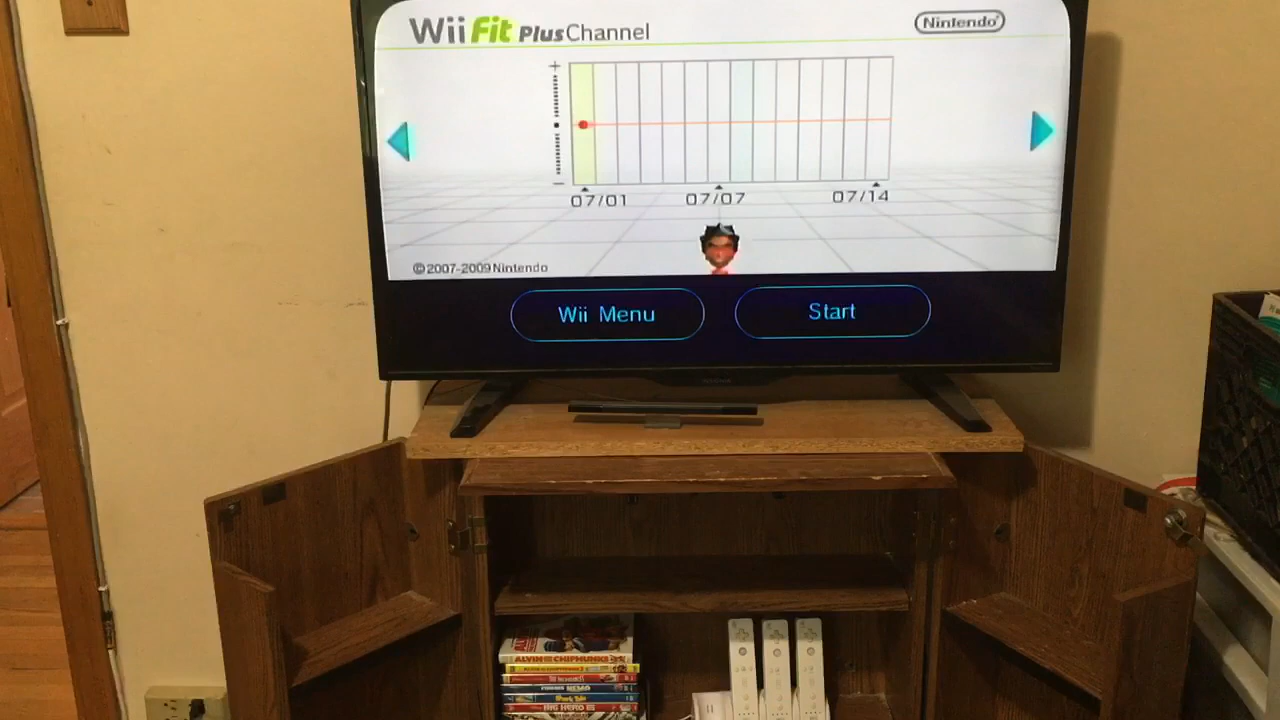 Wii Fit Plus Channel
Nintendo
+
−
07/01 07/07 07/14
© 2007-2009 Nintendo
Wii Menu
Start
ALVIN AND THE CHIPMUNKS
NEMO
BIG HERO 6